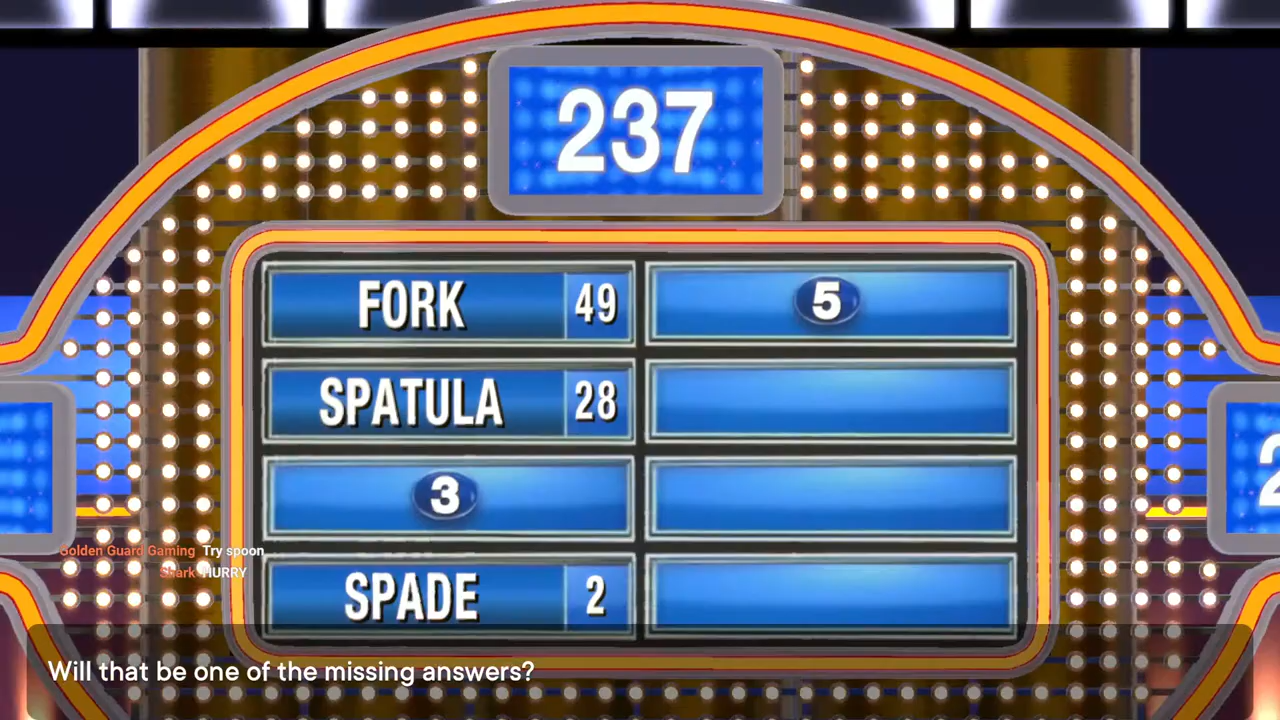 237
FORK 49
5
SPATULA 28
3
SPADE 2
2
Golden Guard Gaming Try spoon
Shark HURRY
Will that be one of the missing answers?